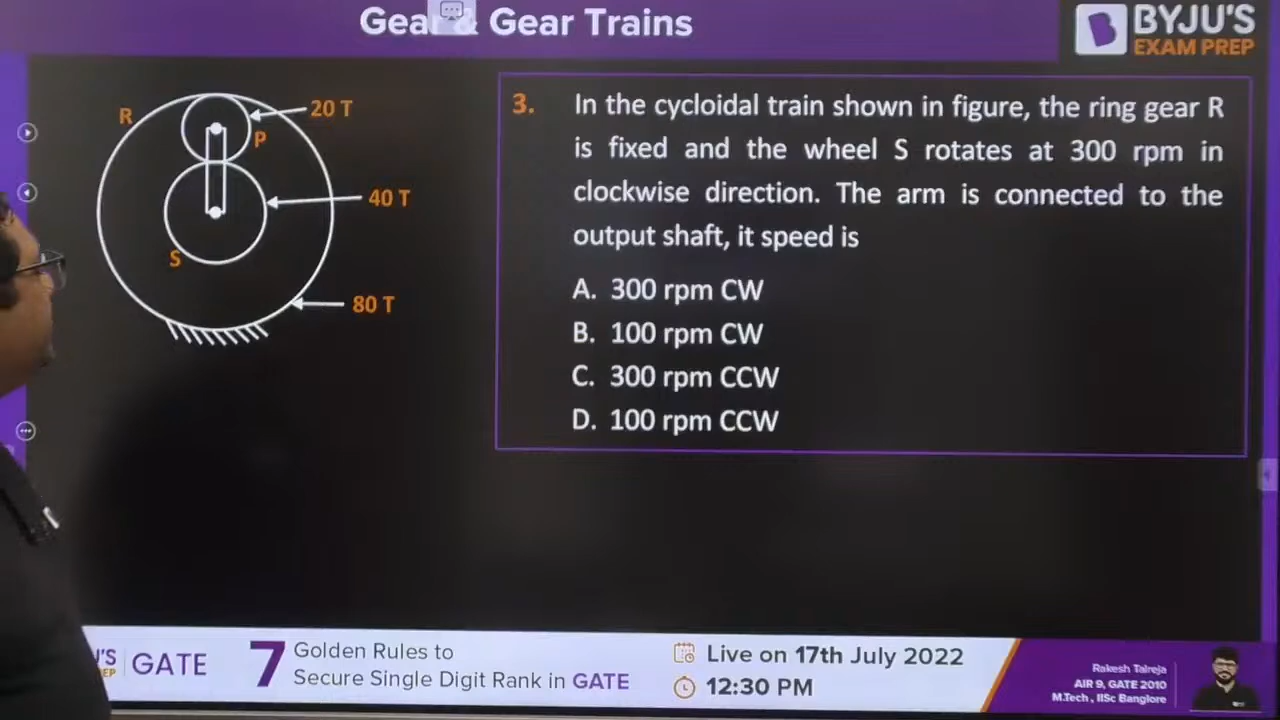 Gear & Gear Trains
BYJU'S
EXAM PREP
R
20 T
P
40 T
S
80 T
3. In the cycloidal train shown in figure, the ring gear R
is fixed and the wheel S rotates at 300 rpm in
clockwise direction. The arm is connected to the
output shaft, it speed is
A. 300 rpm CW
B. 100 rpm CW
C. 300 rpm CCW
D. 100 rpm CCW
J'S
EP
GATE
7
Golden Rules to
Secure Single Digit Rank in GATE
Live on 17th July 2022
12:30 PM
Rakesh Talreja
AIR 9, GATE 2010
M.Tech, IISc Banglore